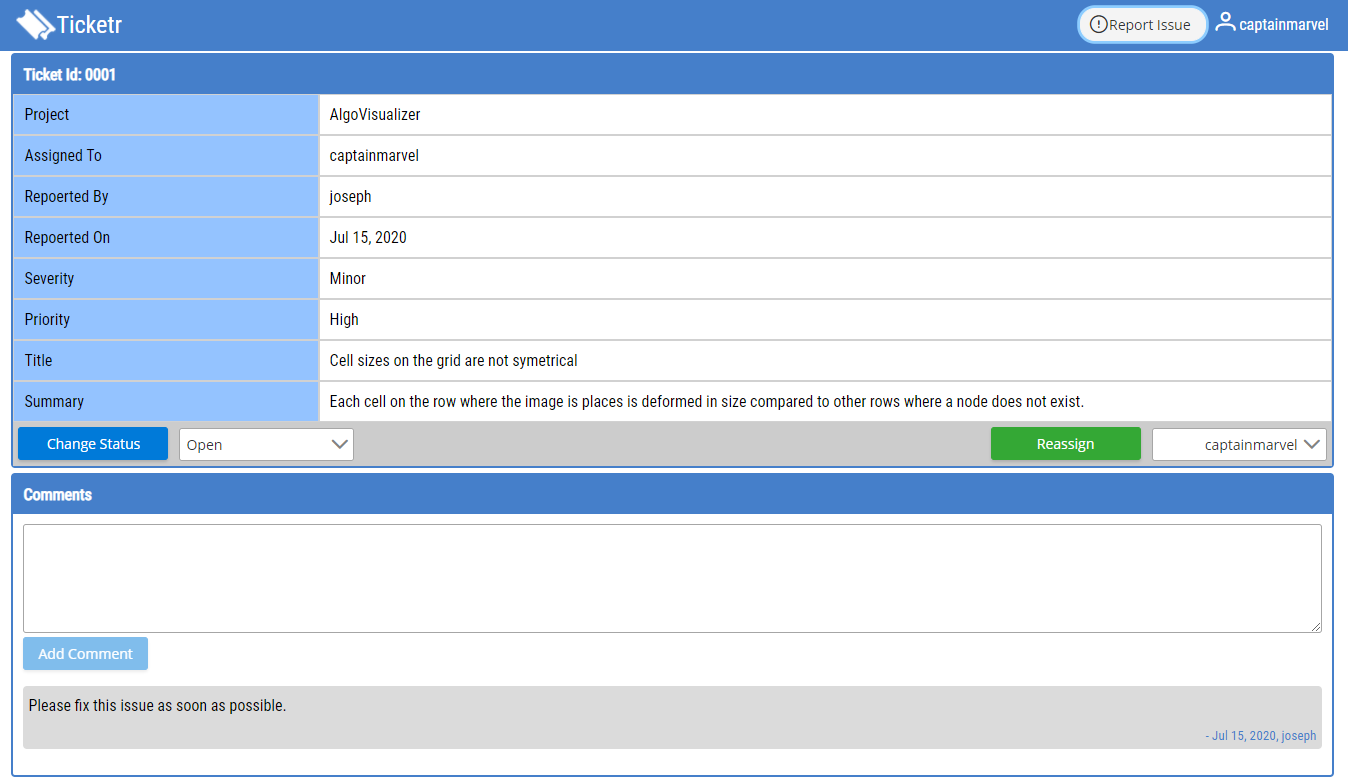 Ticketr
Report Issue
captainmarvel
Ticket Id: 0001
Project AlgoVisualizer
Assigned To captainmarvel
Repoerted By joseph
Repoerted On Jul 15, 2020
Severity Minor
Priority High
Title Cell sizes on the grid are not symetrical
Summary Each cell on the row where the image is places is deformed in size compared to other rows where a node does not exist.
Change Status Open Reassign captainmarvel
Comments
Add Comment
Please fix this issue as soon as possible.
- Jul 15, 2020, joseph